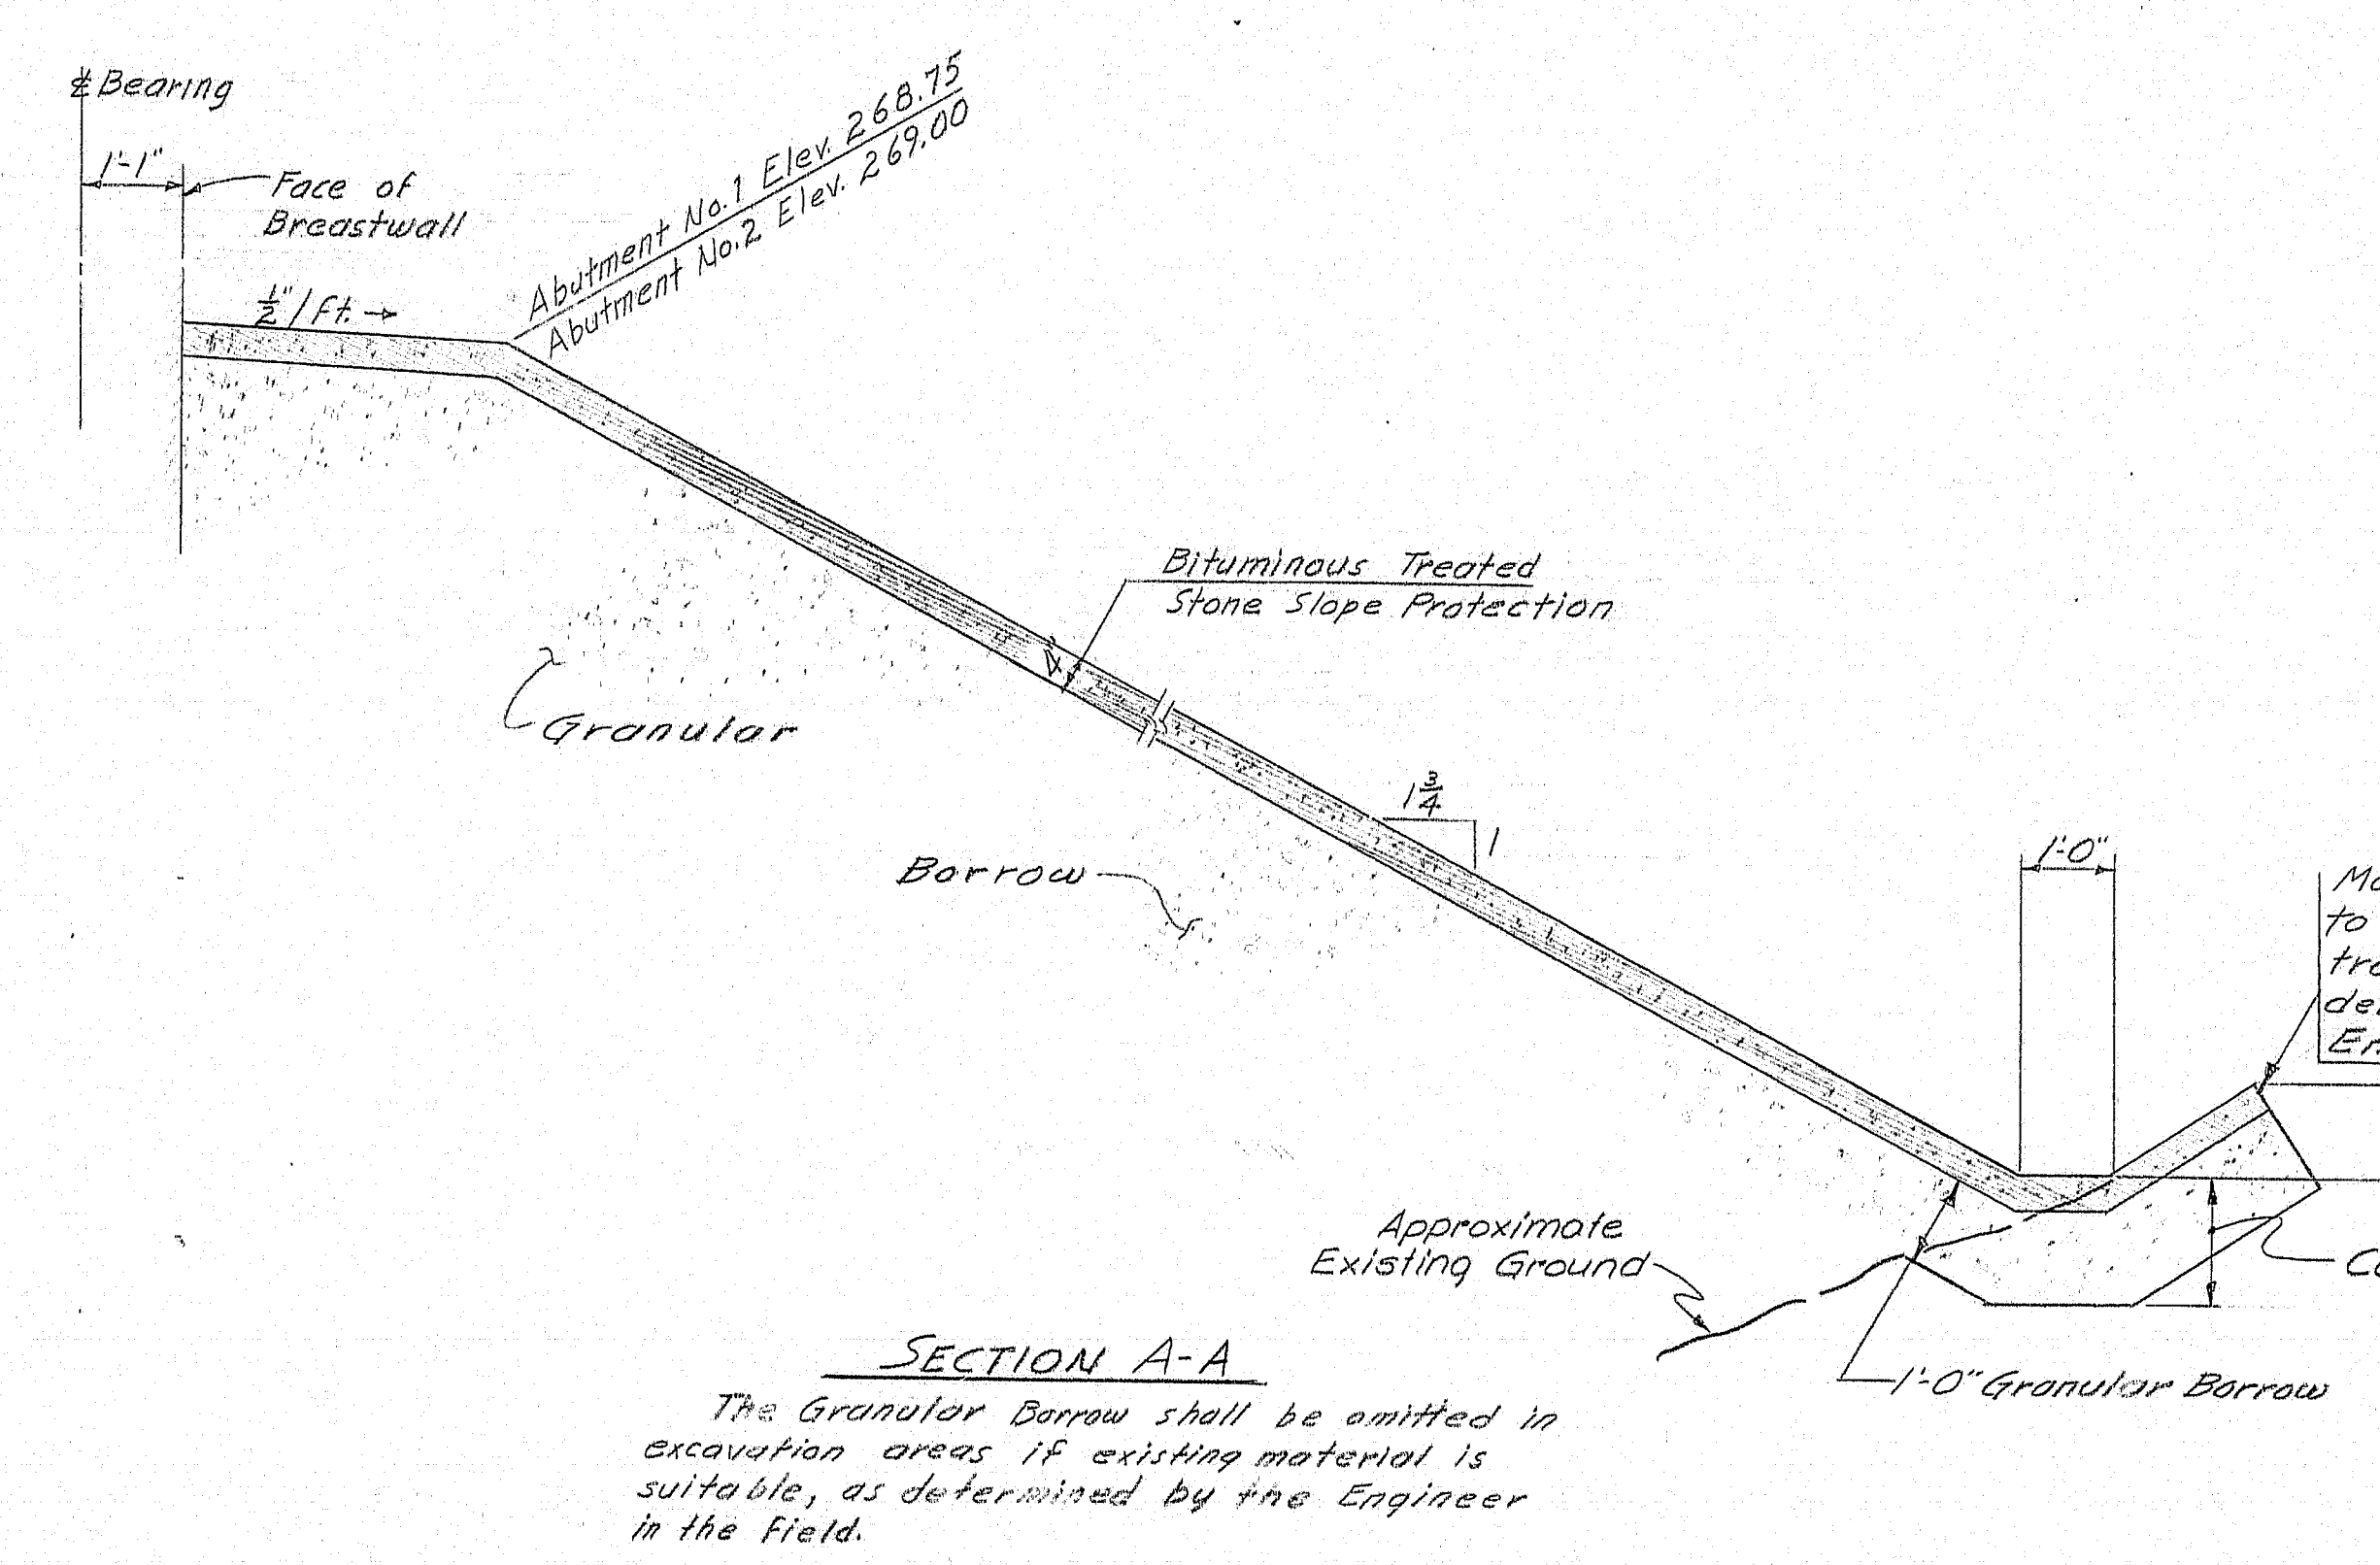 ℄ Bearing
1'-1"
Face of
Breastwall
½"/ft. →
Abutment No.1 Elev. 268.75
Abutment No.2 Elev. 269.00
Bituminous Treated
Stone Slope Protection
Granular
1¾
1
Borrow
1'-0"
to
Approximate
Existing Ground
1'-0" Granular Borrow
SECTION A-A
The Granular Borrow shall be omitted in
excavation areas if existing material is
suitable, as determined by the Engineer
in the field.